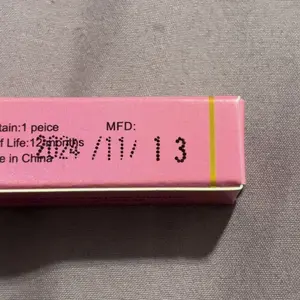 tain:1 peice MFD:
f Life:12months
2024/11/13
e in China